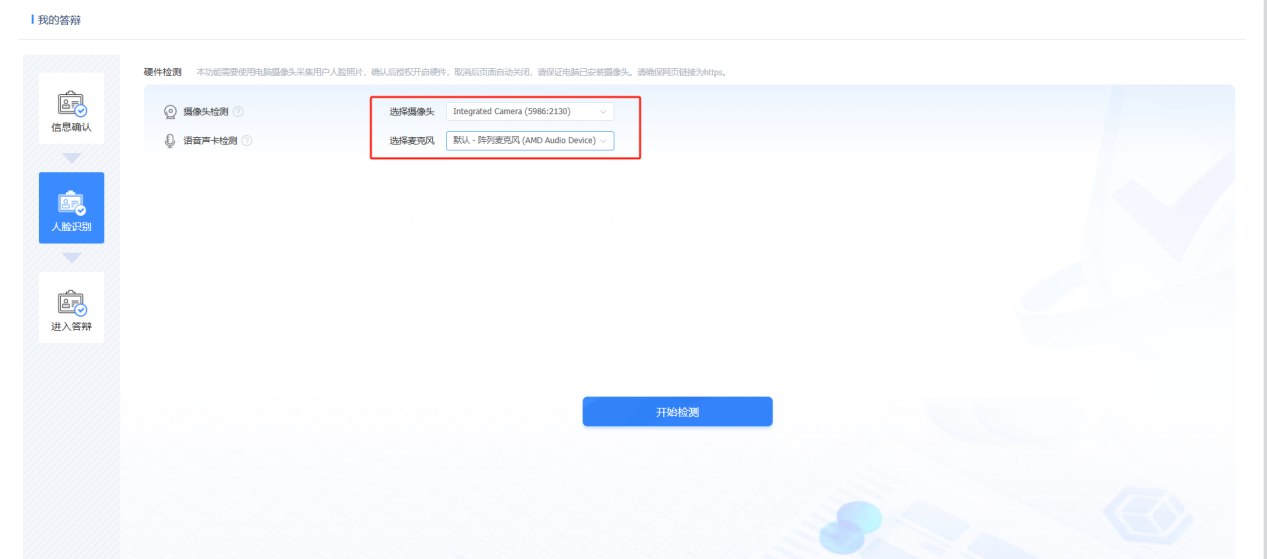 我的答辩
硬件检测 本功能需要使用电脑摄像头采集用户人脸照片，确认后授权开启硬件，取消后页面自动关闭，请保证电脑已安装摄像头。请确保网页链接为https。
信息确认
人脸识别
进入答辩
摄像头检测 选择摄像头 Integrated Camera (5986:2130)
语音声卡检测 选择麦克风 默认 - 阵列麦克风 (AMD Audio Device)
开始检测